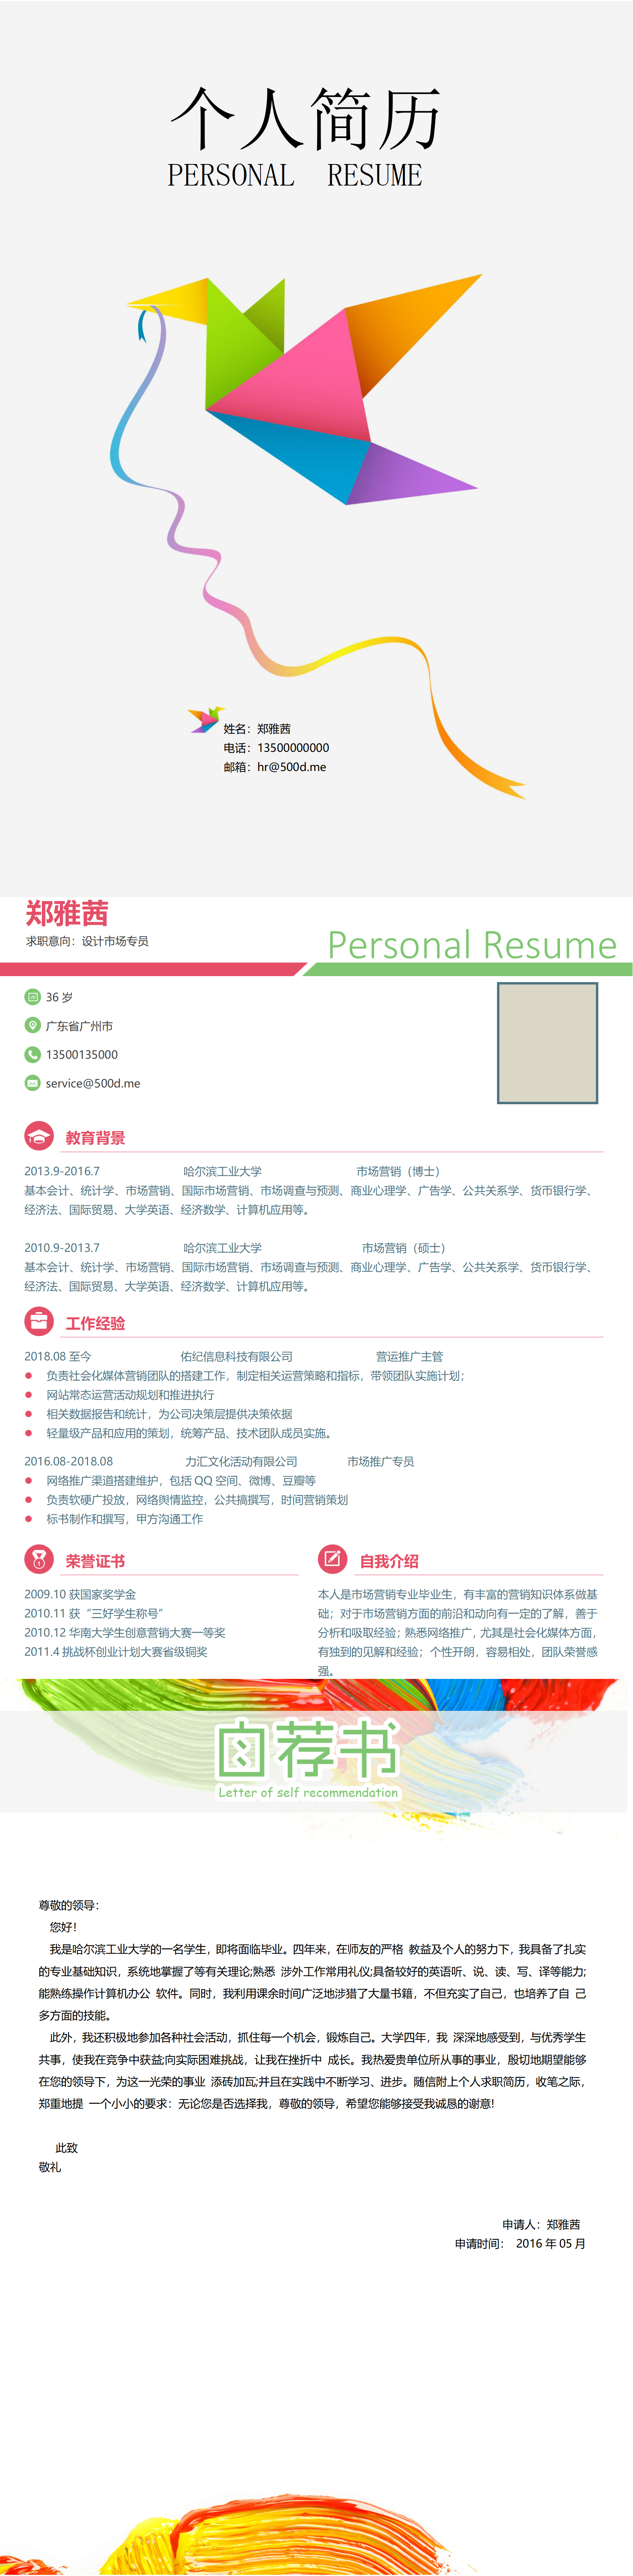 个人简历
PERSONAL RESUME
姓名：郑雅茜
电话：13500000000
邮箱：hr@500d.me
郑雅茜
求职意向：设计市场专员
Personal Resume
36 岁
广东省广州市
13500135000
service@500d.me
教育背景
2013.9-2016.7 哈尔滨工业大学 市场营销（博士）
基本会计、统计学、市场营销、国际市场营销、市场调查与预测、商业心理学、广告学、公共关系学、货币银行学、
经济法、国际贸易、大学英语、经济数学、计算机应用等。
2010.9-2013.7 哈尔滨工业大学 市场营销（硕士）
基本会计、统计学、市场营销、国际市场营销、市场调查与预测、商业心理学、广告学、公共关系学、货币银行学、
经济法、国际贸易、大学英语、经济数学、计算机应用等。
工作经验
2018.08 至今 佑纪信息科技有限公司 营运推广主管
● 负责社会化媒体营销团队的搭建工作，制定相关运营策略和指标，带领团队实施计划；
● 网站常态运营活动规划和推进执行
● 相关数据报告和统计，为公司决策层提供决策依据
● 轻量级产品和应用的策划，统筹产品、技术团队成员实施。
2016.08-2018.08 力汇文化活动有限公司 市场推广专员
● 网络推广渠道搭建维护，包括 QQ 空间、微博、豆瓣等
● 负责软硬广投放，网络舆情监控，公共搞撰写，时间营销策划
● 标书制作和撰写，甲方沟通工作
荣誉证书
2009.10 获国家奖学金
2010.11 获“三好学生称号”
2010.12 华南大学生创意营销大赛一等奖
2011.4 挑战杯创业计划大赛省级铜奖
自我介绍
本人是市场营销专业毕业生，有丰富的营销知识体系做基
础；对于市场营销方面的前沿和动向有一定的了解，善于
分析和吸取经验；熟悉网络推广，尤其是社会化媒体方面，
有独到的见解和经验；个性开朗，容易相处，团队荣誉感
强。
自荐书
Letter of self recommendation
尊敬的领导：
您好！
我是哈尔滨工业大学的一名学生，即将面临毕业。四年来，在师友的严格 教益及个人的努力下，我具备了扎实
的专业基础知识，系统地掌握了等有关理论;熟悉 涉外工作常用礼仪;具备较好的英语听、说、读、写、译等能力;
能熟练操作计算机办公 软件。同时，我利用课余时间广泛地涉猎了大量书籍，不但充实了自己，也培养了自 己
多方面的技能。
此外，我还积极地参加各种社会活动，抓住每一个机会，锻炼自己。大学四年，我 深深地感受到，与优秀学生
共事，使我在竞争中获益;向实际困难挑战，让我在挫折中 成长。我热爱贵单位所从事的事业，殷切地期望能够
在您的领导下，为这一光荣的事业 添砖加瓦;并且在实践中不断学习、进步。随信附上个人求职简历，收笔之际，
郑重地提 一个小小的要求：无论您是否选择我，尊敬的领导，希望您能够接受我诚恳的谢意!
此致
敬礼
申请人：郑雅茜
申请时间： 2016 年 05 月